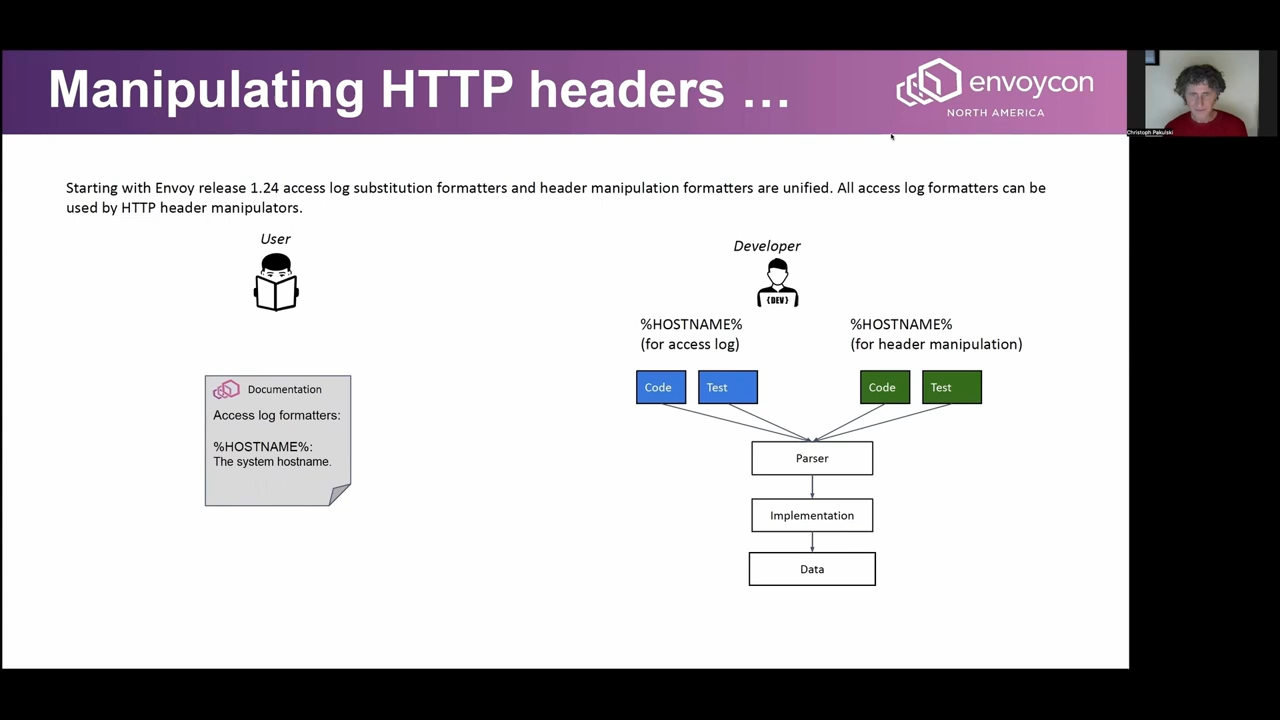 Manipulating HTTP headers ...
envoycon
NORTH AMERICA
Christoph Pakulski
Starting with Envoy release 1.24 access log substitution formatters and header manipulation formatters are unified. All access log formatters can be
used by HTTP header manipulators.
User
Developer
{DEV}
%HOSTNAME%
(for access log)
%HOSTNAME%
(for header manipulation)
Code
Test
Code
Test
Documentation
Access log formatters:
%HOSTNAME%:
The system hostname.
Parser
Implementation
Data